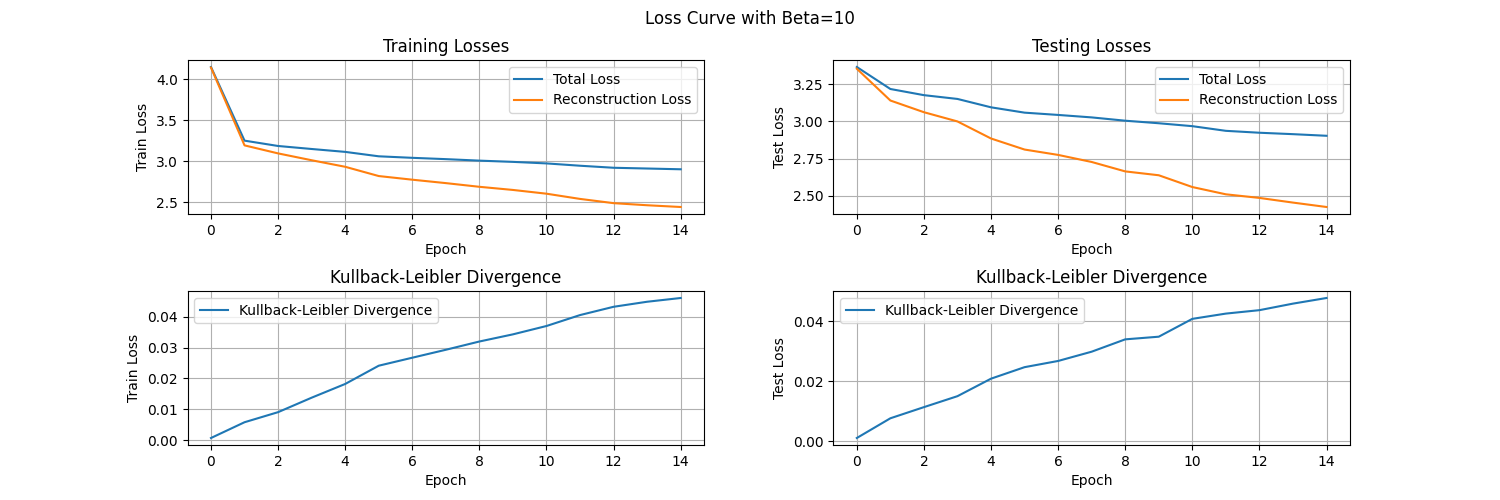 Loss Curve with Beta=10
Training Losses
Train Loss
4.0
3.5
3.0
2.5
Total Loss
Reconstruction Loss
0 2 4 6 8 10 12 14
Epoch
Testing Losses
Test Loss
3.25
3.00
2.75
2.50
Total Loss
Reconstruction Loss
0 2 4 6 8 10 12 14
Epoch
Kullback-Leibler Divergence
Train Loss
0.04
0.03
0.02
0.01
0.00
Kullback-Leibler Divergence
0 2 4 6 8 10 12 14
Epoch
Kullback-Leibler Divergence
Test Loss
0.04
0.02
0.00
Kullback-Leibler Divergence
0 2 4 6 8 10 12 14
Epoch